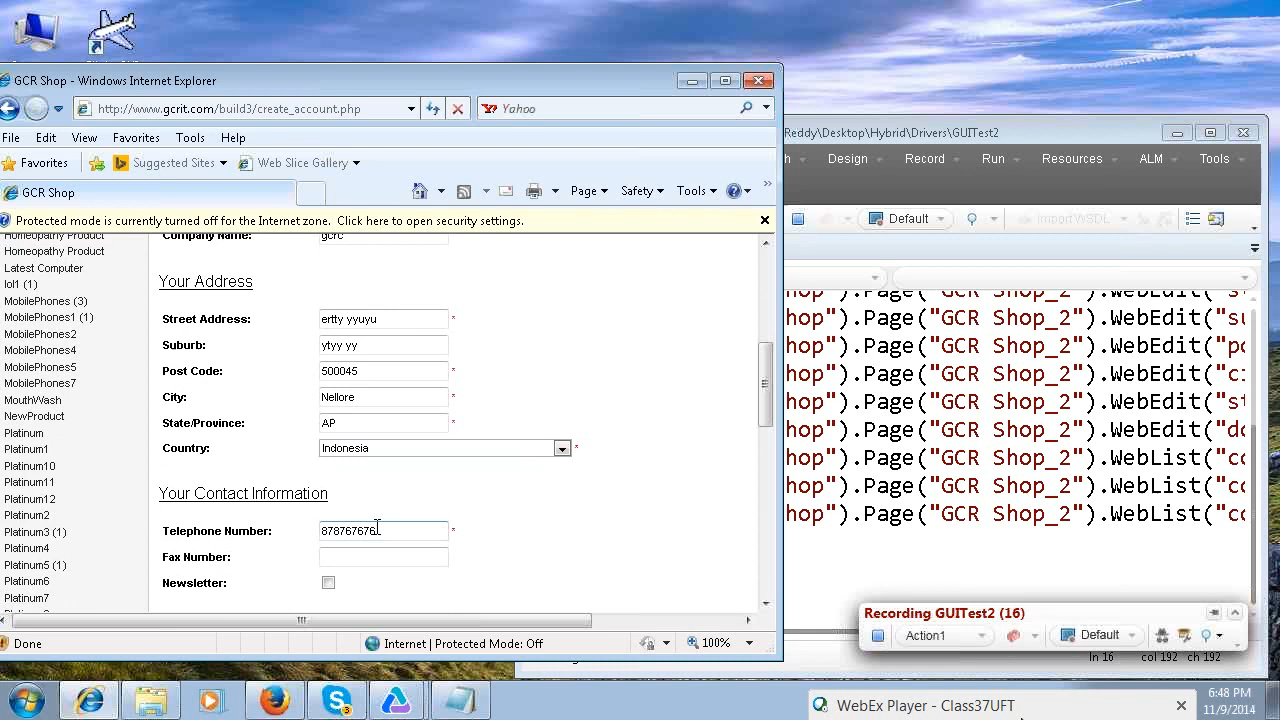 GCR Shop - Windows Internet Explorer
http://www.gcrit.com/build3/create_account.php
Yahoo
File Edit View Favorites Tools Help
Favorites Suggested Sites Web Slice Gallery
GCR Shop
Page Safety Tools
Protected mode is currently turned off for the Internet zone. Click here to open security settings.
Homeopathy Product
Homeopathy Product
Latest Computer
lol1 (1)
MobilePhones (3)
MobilePhones1 (1)
MobilePhones2
MobilePhones4
MobilePhones5
MobilePhones7
MouthWash
NewProduct
Platinum
Platinum1
Platinum10
Platinum11
Platinum12
Platinum2
Platinum3 (1)
Platinum4
Platinum5 (1)
Platinum6
Platinum7
Company Name: gcrc
Your Address
Street Address: ertty yyuyu *
Suburb: ytyy yy
Post Code: 500045 *
City: Nellore *
State/Province: AP *
Country: Indonesia *
Your Contact Information
Telephone Number: 878767676 *
Fax Number:
Newsletter:
Done Internet | Protected Mode: Off 100%
Reddy\Desktop\Hybrid\Drivers\GUITest2
h Design Record Run Resources ALM Tools
Default Import WSDL
hop").Page("GCR Shop_2").WebEdit("st
hop").Page("GCR Shop_2").WebEdit("su
hop").Page("GCR Shop_2").WebEdit("po
hop").Page("GCR Shop_2").WebEdit("ci
hop").Page("GCR Shop_2").WebEdit("st
hop").Page("GCR Shop_2").WebEdit("do
hop").Page("GCR Shop_2").WebList("co
hop").Page("GCR Shop_2").WebList("co
hop").Page("GCR Shop_2").WebList("co
Recording GUITest2 (16)
Action1 Default
ln 16 col 192 ch 192
WebEx Player - Class37UFT
6:48 PM
11/9/2014